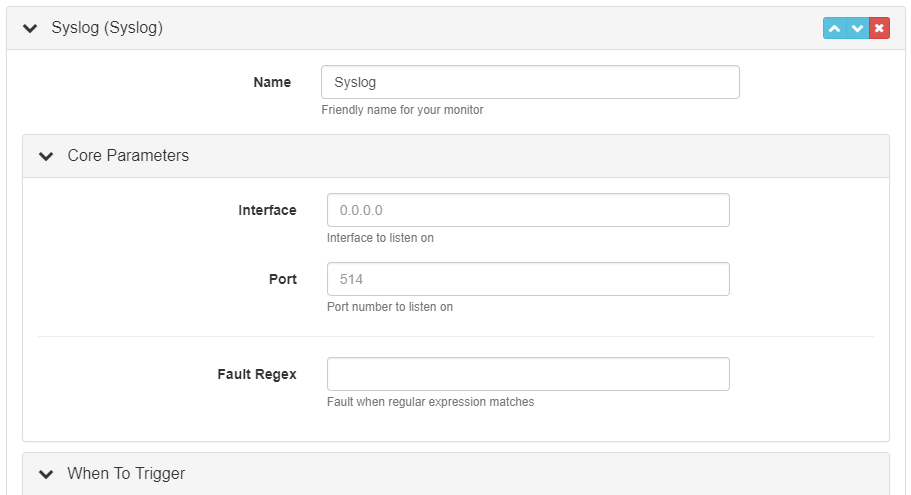 Syslog (Syslog)
Name
Syslog
Friendly name for your monitor
Core Parameters
Interface
0.0.0.0
Interface to listen on
Port
514
Port number to listen on
Fault Regex
Fault when regular expression matches
When To Trigger